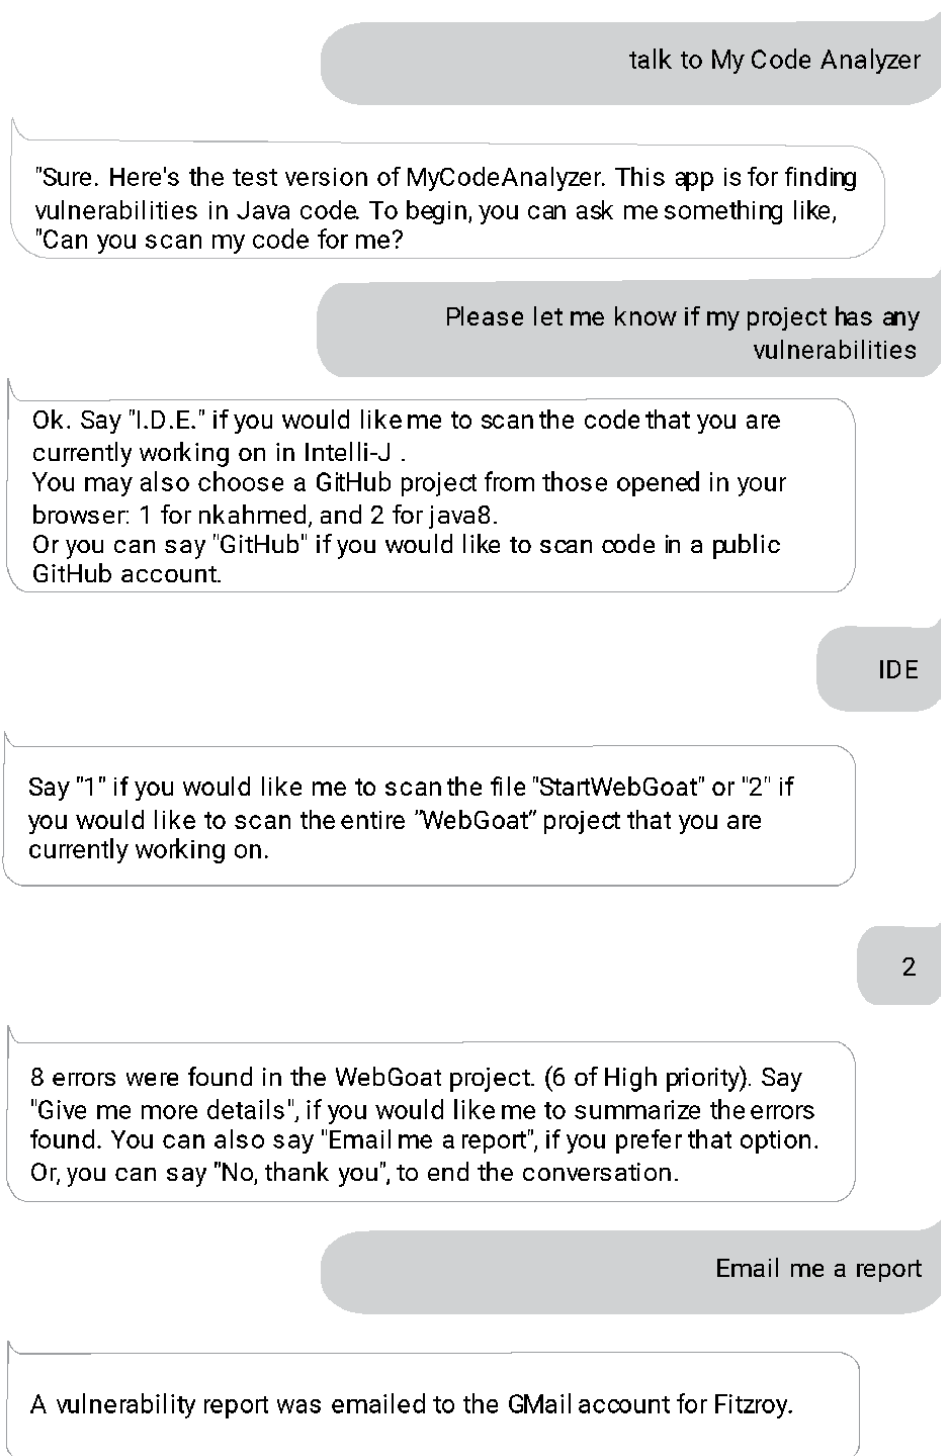 talk to My Code Analyzer
"Sure. Here's the test version of MyCodeAnalyzer. This app is for finding
vulnerabilities in Java code. To begin, you can ask me something like,
"Can you scan my code for me?
Please let me know if my project has any
vulnerabilities
Ok. Say "I.D.E." if you would like me to scan the code that you are
currently working on in Intelli-J .
You may also choose a GitHub project from those opened in your
browser: 1 for nkahmed, and 2 for java8.
Or you can say "GitHub" if you would like to scan code in a public
GitHub account.
IDE
Say "1" if you would like me to scan the file "StartWebGoat" or "2" if
you would like to scan the entire "WebGoat" project that you are
currently working on.
2
8 errors were found in the WebGoat project. (6 of High priority). Say
"Give me more details", if you would like me to summarize the errors
found. You can also say "Email me a report", if you prefer that option.
Or, you can say "No, thank you", to end the conversation.
Email me a report
A vulnerability report was emailed to the GMail account for Fitzroy.